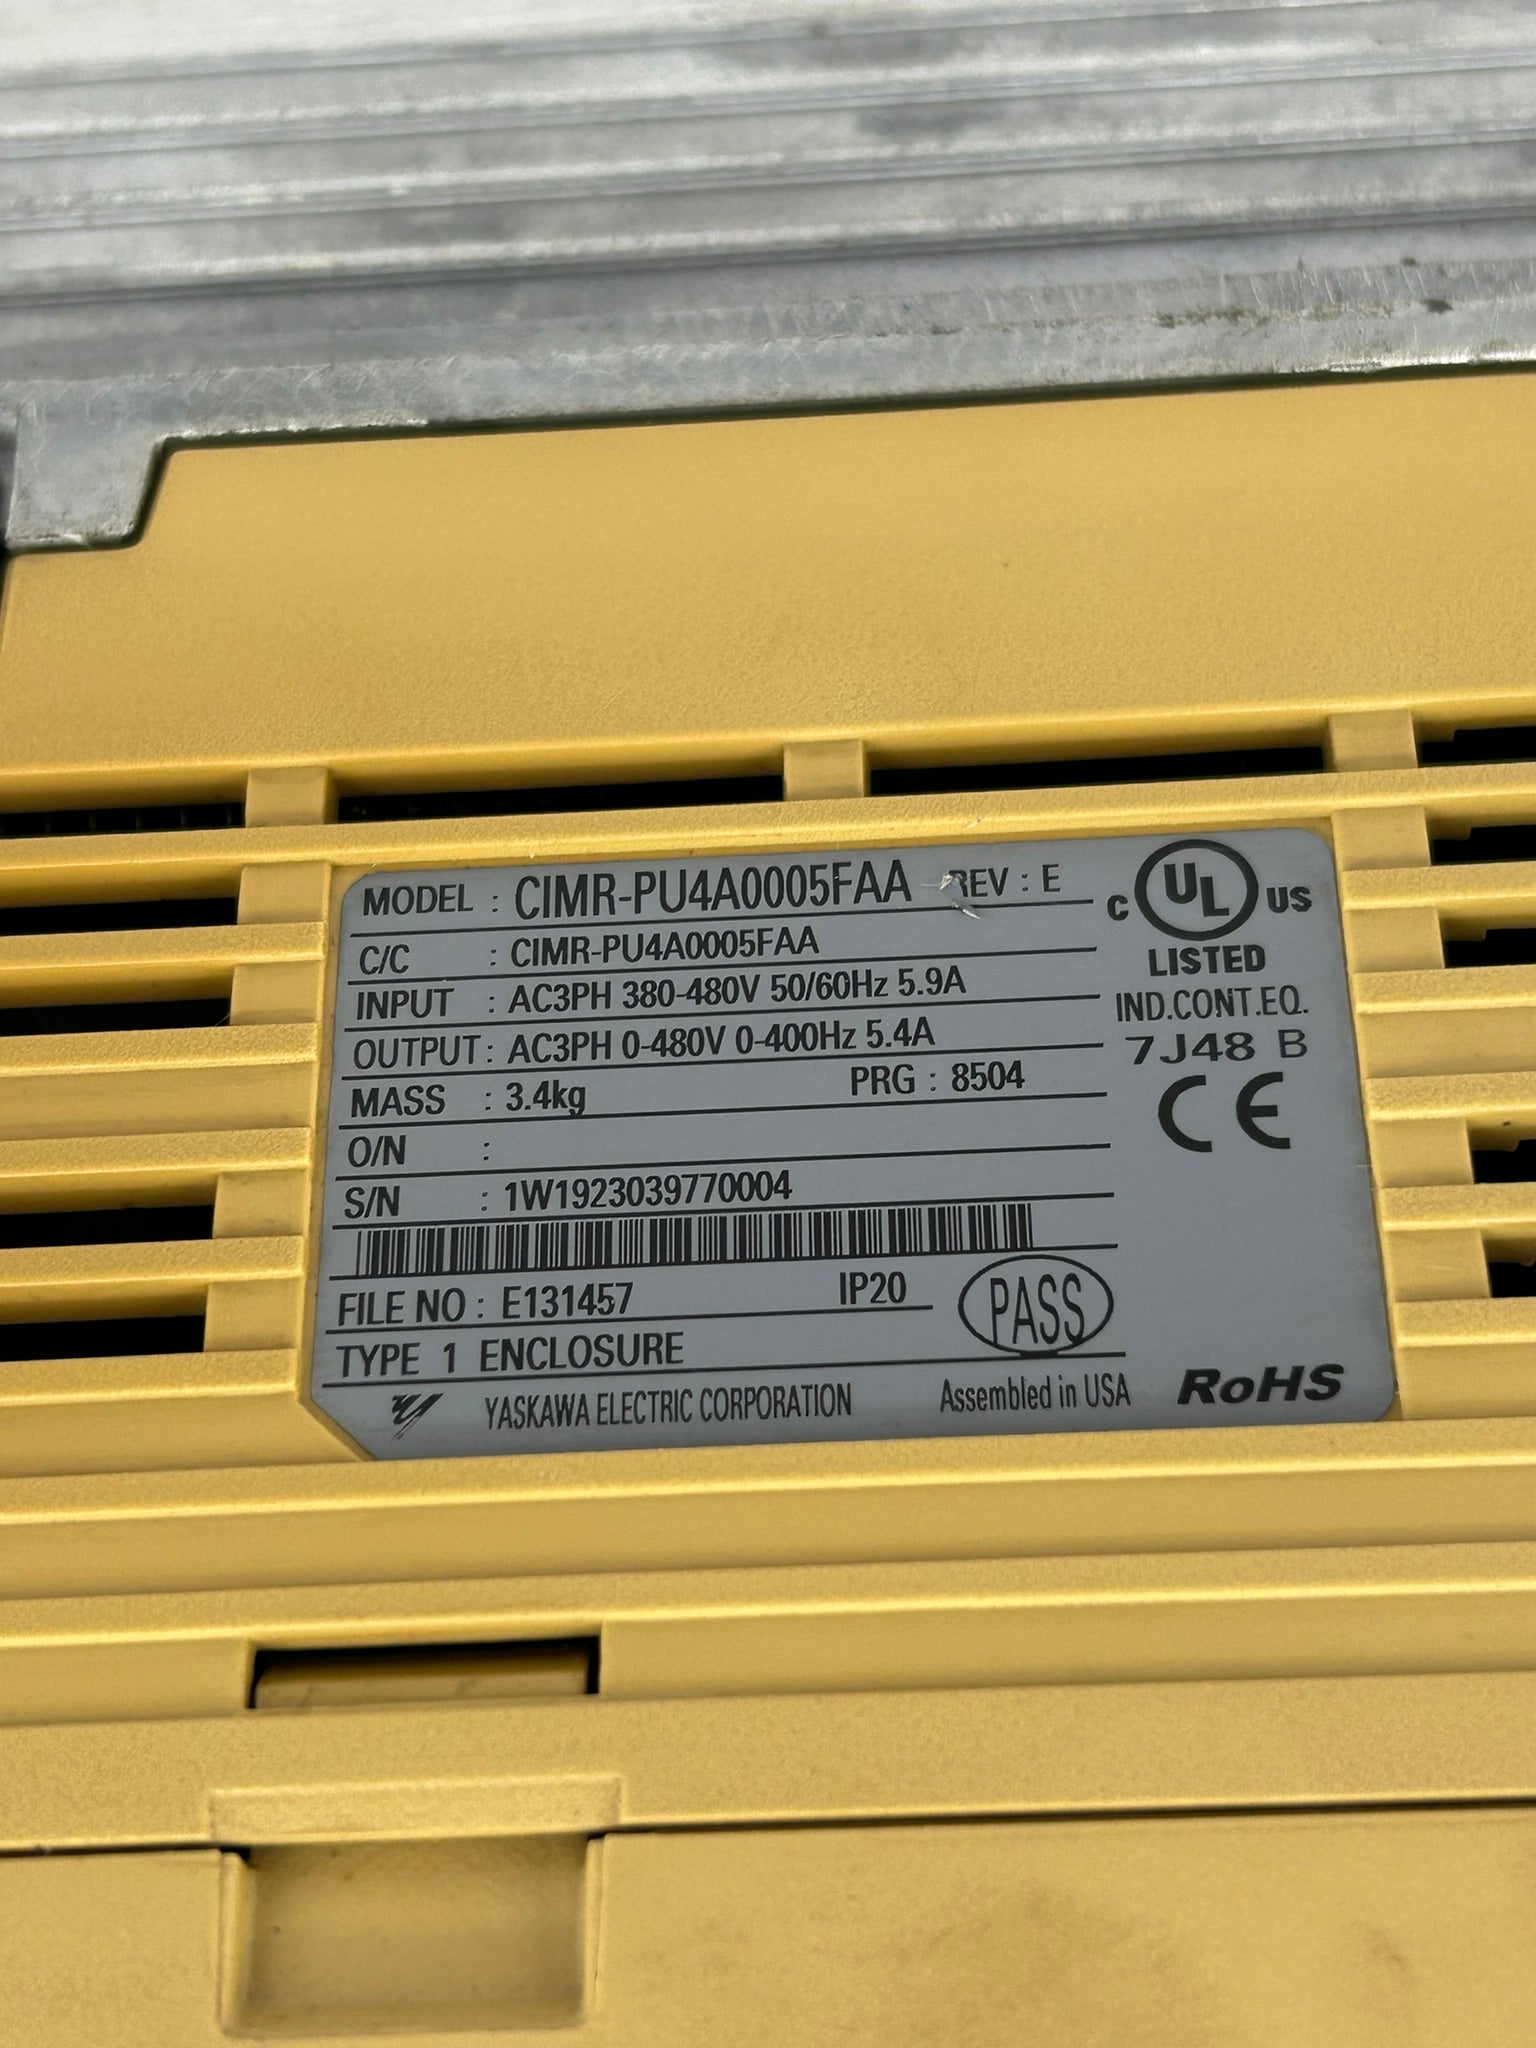 MODEL : CIMR-PU4A0005FAA REV : E
C/C : CIMR-PU4A0005FAA
INPUT : AC3PH 380-480V 50/60Hz 5.9A
OUTPUT : AC3PH 0-480V 0-400Hz 5.4A
MASS : 3.4kg PRG : 8504
O/N :
S/N : 1W1923039770004
FILE NO : E131457 IP20
PASS
TYPE 1 ENCLOSURE
YASKAWA ELECTRIC CORPORATION Assembled in USA
C UL US
LISTED
IND.CONT.EQ.
7J48 B
CE
RoHS